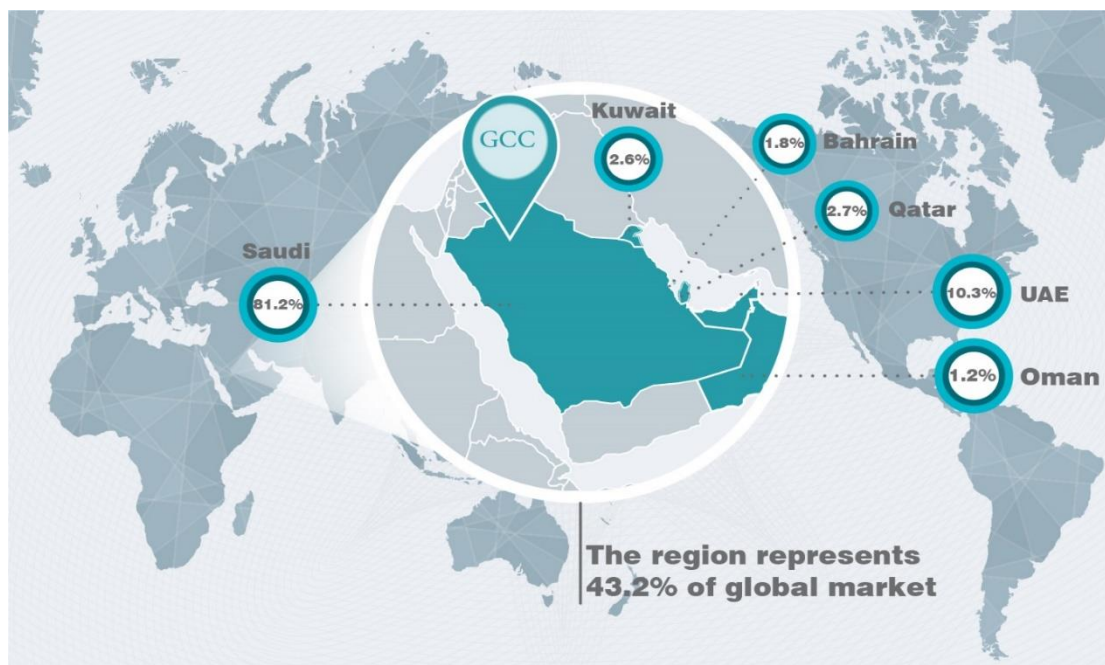 Kuwait
GCC
2.6%
1.8%
Bahrain
2.7%
Qatar
Saudi
81.2%
10.3%
UAE
1.2%
Oman
The region represents
43.2% of global market